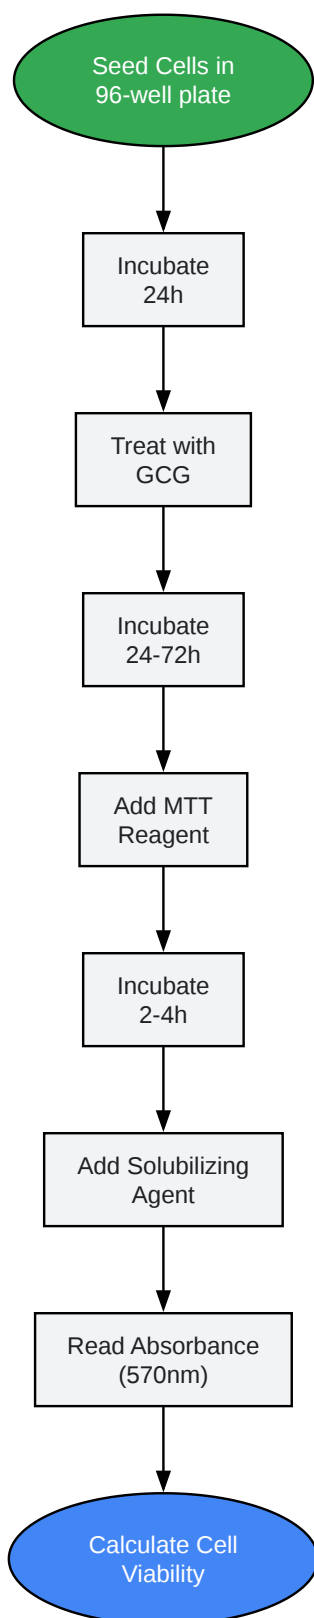 Seed Cells in
96-well plate
Incubate
24h
Treat with
GCG
Incubate
24-72h
Add MTT
Reagent
Incubate
2-4h
Add Solubilizing
Agent
Read Absorbance
(570nm)
Calculate Cell
Viability